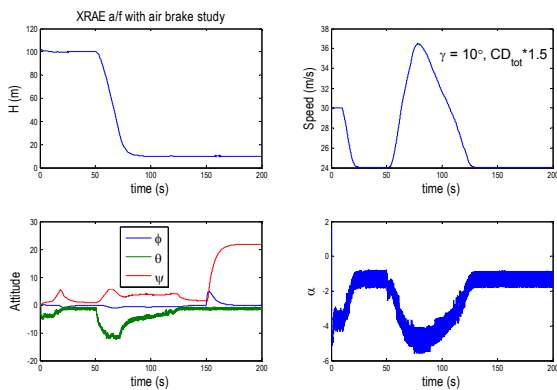 XRAE a/f with air brake study
120
100
80
60
40
20
0
H (m)
0 50 100 150 200
time (s)
38
36
34
32
30
28
26
24
Speed (m/s)
γ = 10°, CDtot*1.5
0 50 100 150 200
time (s)
30
20
10
0
-10
-20
Attitude
ϕ
θ
ψ
0 50 100 150 200
time (s)
0
-2
-4
-6
α
0 50 100 150 200
time (s)